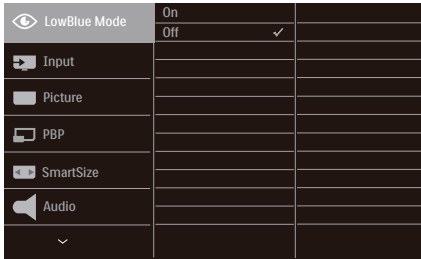 LowBlue Mode
On
Off
Input
Picture
PBP
SmartSize
Audio